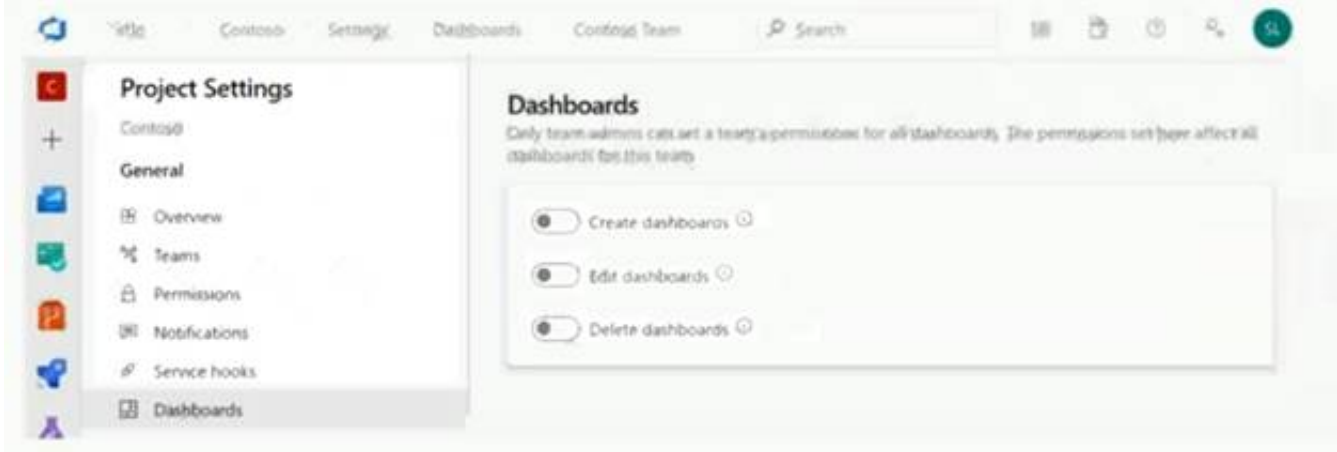 Contoso Settings Dashboards Contoso Team Search SL
C
Project Settings
Contoso
General
Overview
Teams
Permissions
Notifications
Service hooks
Dashboards
Dashboards
Only team admins can set a team's permissions for all dashboards. The permissions set here affect all
dashboards for this team
Create dashboards
Edit dashboards
Delete dashboards